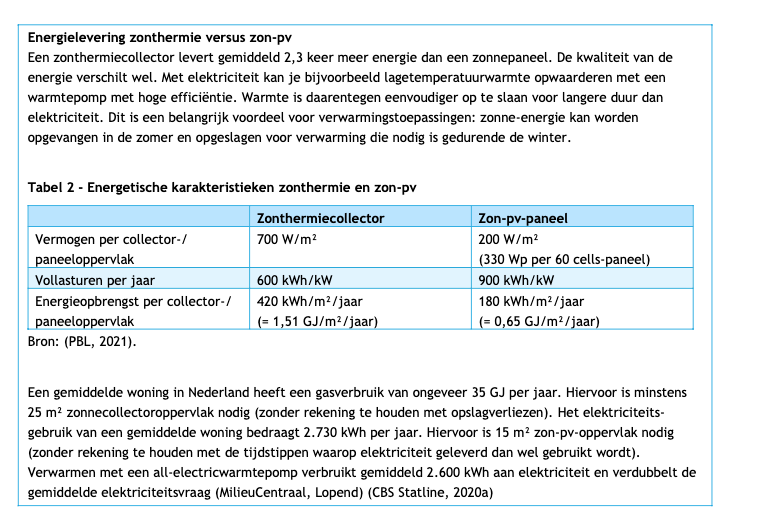 Energielevering zonthermie versus zon-pv
Een zonthermiecollector levert gemiddeld 2,3 keer meer energie dan een zonnepaneel. De kwaliteit van de
energie verschilt wel. Met elektriciteit kan je bijvoorbeeld lagetemperatuurwarmte opwaarderen met een
warmtepomp met hoge efficiëntie. Warmte is daarentegen eenvoudiger op te slaan voor langere duur dan
elektriciteit. Dit is een belangrijk voordeel voor verwarmingstoepassingen: zonne-energie kan worden
opgevangen in de zomer en opgeslagen voor verwarming die nodig is gedurende de winter.
Tabel 2 - Energetische karakteristieken zonthermie en zon-pv
Zonthermiecollector Zon-pv-paneel
Vermogen per collector-/ 700 W/m² 200 W/m²
paneeloppervlak (330 Wp per 60 cells-paneel)
Vollasturen per jaar 600 kWh/kW 900 kWh/kW
Energieopbrengst per collector-/ 420 kWh/m²/jaar 180 kWh/m²/jaar
paneeloppervlak (= 1,51 GJ/m²/jaar) (= 0,65 GJ/m²/jaar)
Bron: (PBL, 2021).
Een gemiddelde woning in Nederland heeft een gasverbruik van ongeveer 35 GJ per jaar. Hiervoor is minstens
25 m² zonnecollectoroppervlak nodig (zonder rekening te houden met opslagverliezen). Het elektriciteits-
gebruik van een gemiddelde woning bedraagt 2.730 kWh per jaar. Hiervoor is 15 m² zon-pv-oppervlak nodig
(zonder rekening te houden met de tijdstippen waarop elektriciteit geleverd dan wel gebruikt wordt).
Verwarmen met een all-electricwarmtepomp verbruikt gemiddeld 2.600 kWh aan elektriciteit en verdubbelt de
gemiddelde elektriciteitsvraag (MilieuCentraal, Lopend) (CBS Statline, 2020a)